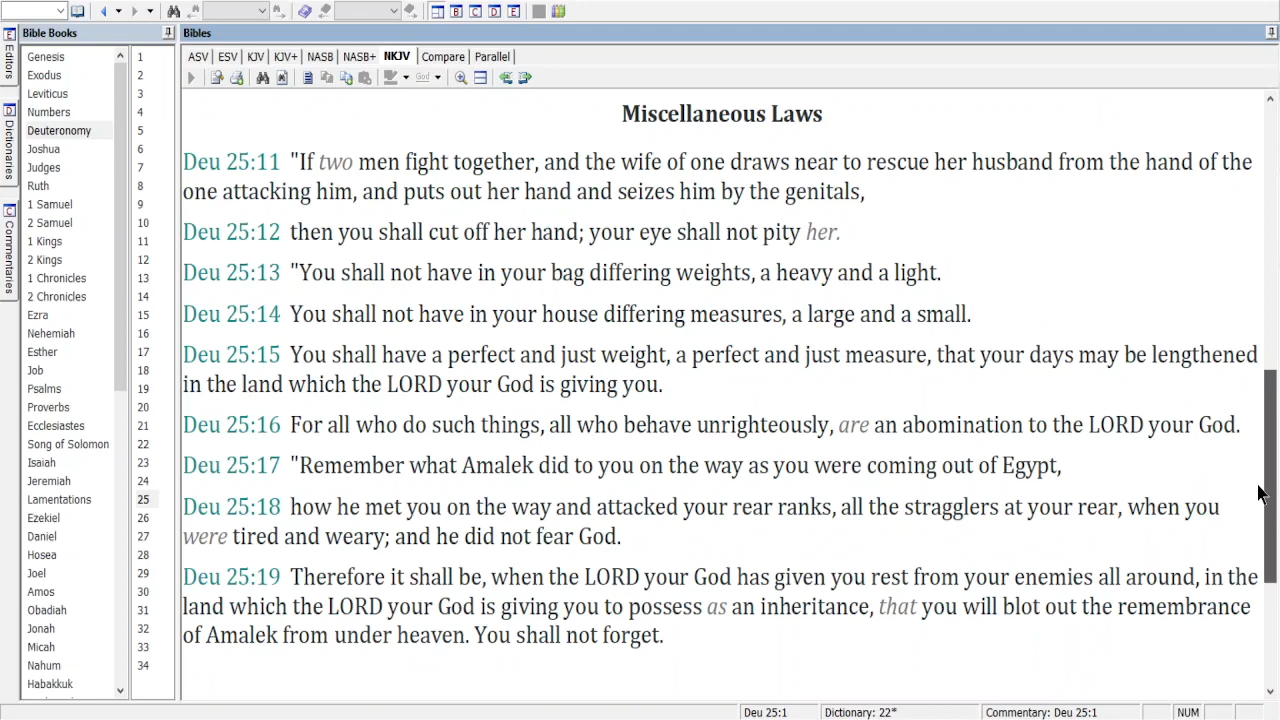 Bible Books
Bibles
Editors
Dictionaries
Commentaries
ASV ESV KJV KJV+ NASB NASB+ NKJV Compare Parallel
Genesis 1
Exodus 2
Leviticus 3
Numbers 4
Deuteronomy 5
Joshua 6
Judges 7
Ruth 8
1 Samuel 9
2 Samuel 10
1 Kings 11
2 Kings 12
1 Chronicles 13
2 Chronicles 14
Ezra 15
Nehemiah 16
Esther 17
Job 18
Psalms 19
Proverbs 20
Ecclesiastes 21
Song of Solomon 22
Isaiah 23
Jeremiah 24
Lamentations 25
Ezekiel 26
Daniel 27
Hosea 28
Joel 29
Amos 30
Obadiah 31
Jonah 32
Micah 33
Nahum 34
Habakkuk
Miscellaneous Laws
Deu 25:11 "If two men fight together, and the wife of one draws near to rescue her husband from the hand of the
one attacking him, and puts out her hand and seizes him by the genitals,
Deu 25:12 then you shall cut off her hand; your eye shall not pity her.
Deu 25:13 "You shall not have in your bag differing weights, a heavy and a light.
Deu 25:14 You shall not have in your house differing measures, a large and a small.
Deu 25:15 You shall have a perfect and just weight, a perfect and just measure, that your days may be lengthened
in the land which the LORD your God is giving you.
Deu 25:16 For all who do such things, all who behave unrighteously, are an abomination to the LORD your God.
Deu 25:17 "Remember what Amalek did to you on the way as you were coming out of Egypt,
Deu 25:18 how he met you on the way and attacked your rear ranks, all the stragglers at your rear, when you
were tired and weary; and he did not fear God.
Deu 25:19 Therefore it shall be, when the LORD your God has given you rest from your enemies all around, in the
land which the LORD your God is giving you to possess as an inheritance, that you will blot out the remembrance
of Amalek from under heaven. You shall not forget.
Deu 25:1 Dictionary: 22* Commentary: Deu 25:1 NUM